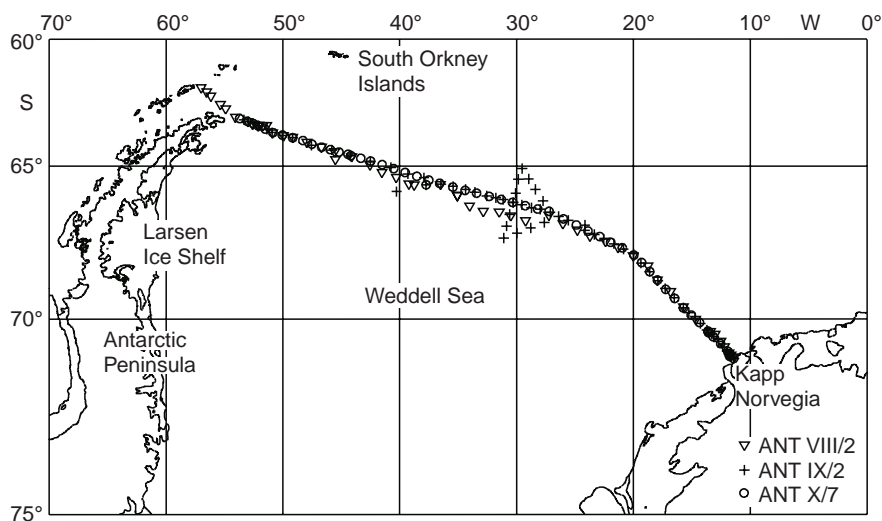 70° 60° 50° 40° 30° 20° 10° W 0°
60°
S
South Orkney
Islands
65°
Larsen
Ice Shelf
Weddell Sea
70°
Antarctic
Peninsula
Kapp
Norvegia
ANT VIII/2
ANT IX/2
ANT X/7
75°